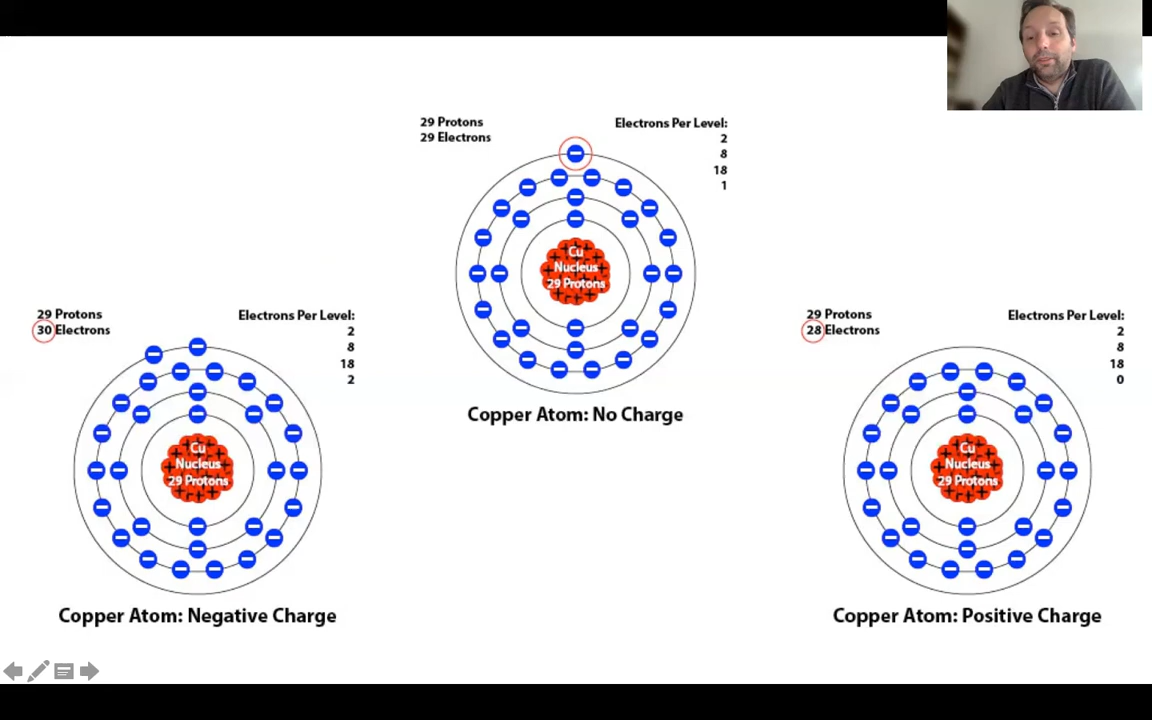 29 Protons
29 Electrons
Electrons Per Level:
2
8
18
1
Cu
Nucleus
29 Protons
Copper Atom: No Charge
29 Protons
30 Electrons
Electrons Per Level:
2
8
18
2
Cu
Nucleus
29 Protons
Copper Atom: Negative Charge
29 Protons
28 Electrons
Electrons Per Level:
2
8
18
0
Cu
Nucleus
29 Protons
Copper Atom: Positive Charge